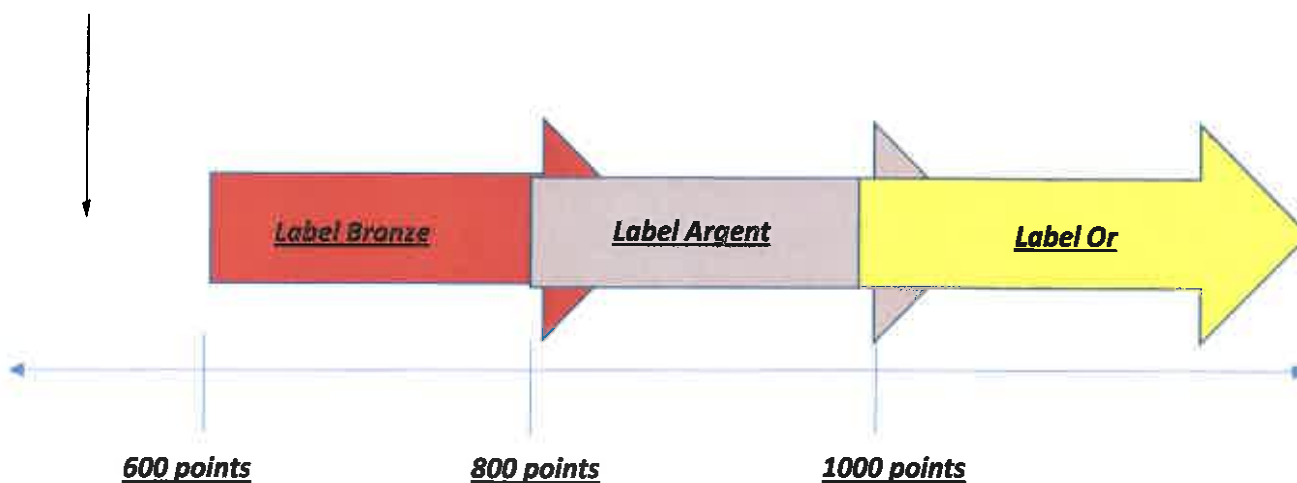 Label Bronze
Label Argent
Label Or
600 points
800 points
1000 points